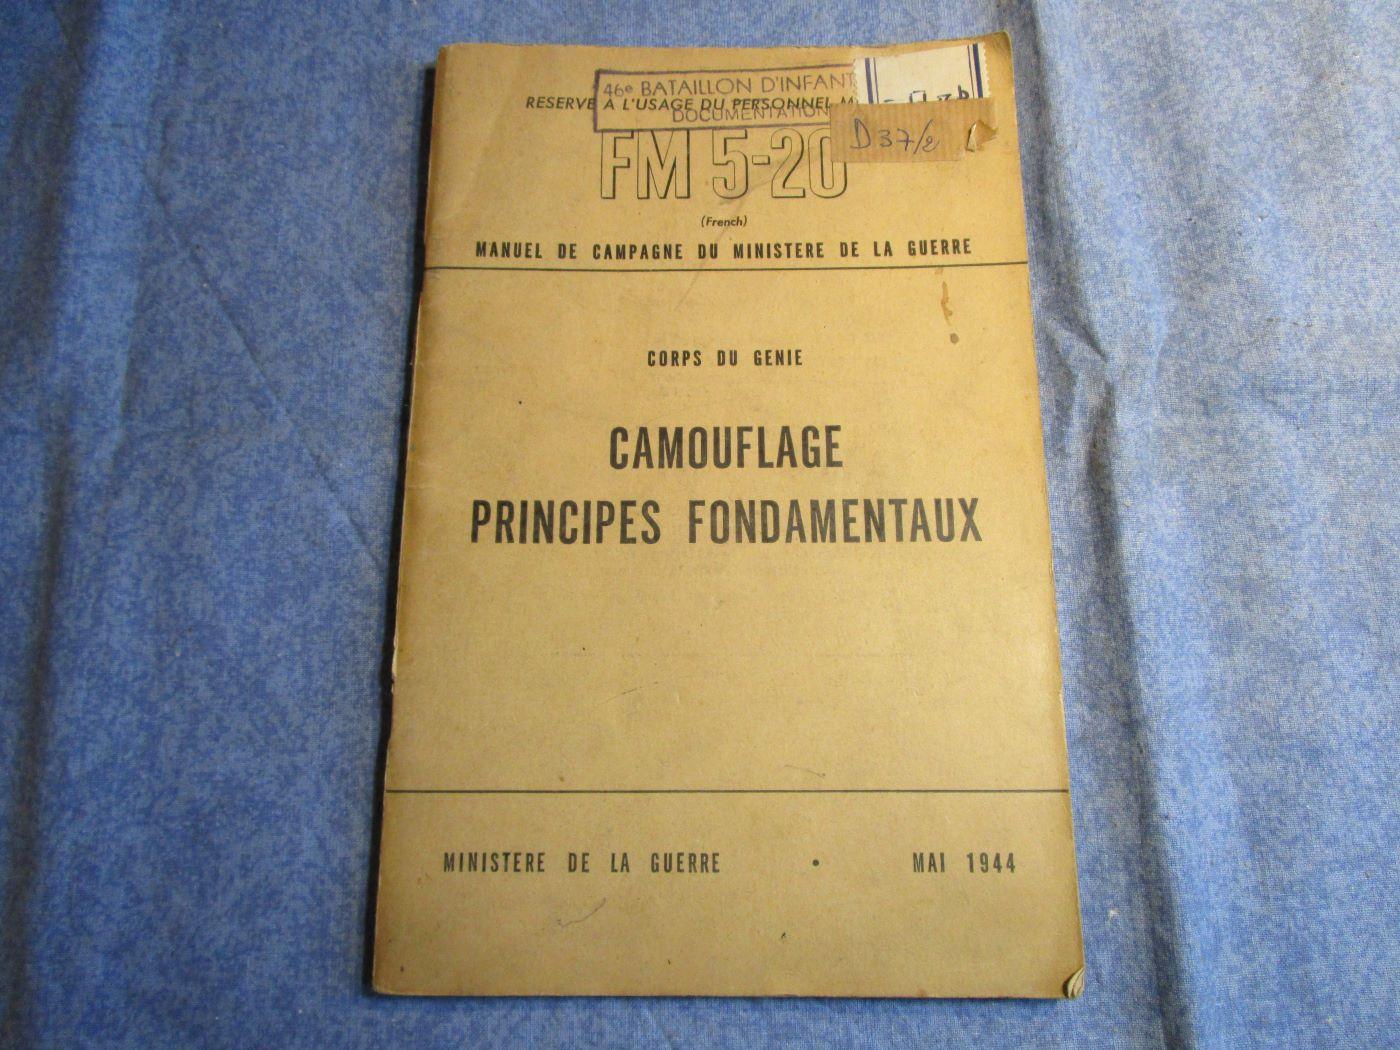 46e BATAILLON D'INFANT
RESERVE A L'USAGE DU PERSONNEL M
DOCUMENTATION
D37/2
FM 5-20
(French)
MANUEL DE CAMPAGNE DU MINISTERE DE LA GUERRE
CORPS DU GENIE
CAMOUFLAGE
PRINCIPES FONDAMENTAUX
MINISTERE DE LA GUERRE • MAI 1944